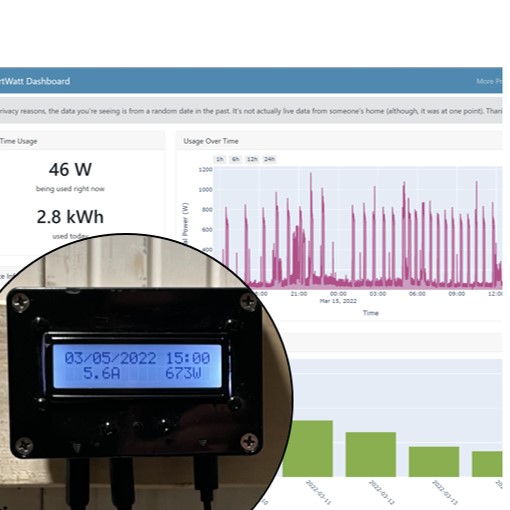 rtWatt Dashboard
More Pr
rivacy reasons, the data you're seeing is from a random date in the past. It's not actually live data from someone's home (although, it was at one point). Than
Time Usage
46 W
being used right now
2.8 kWh
used today
Usage Over Time
1h 6h 12h 24h
al Power (W)
1200
1000
800
600
400
:00 21:00 00:00 03:00 06:00 09:00 12:0
Mar 15, 2022
Time
03/05/2022 15:00
5.6A 673W
2022-03-11
2022-03-12
2022-03-13